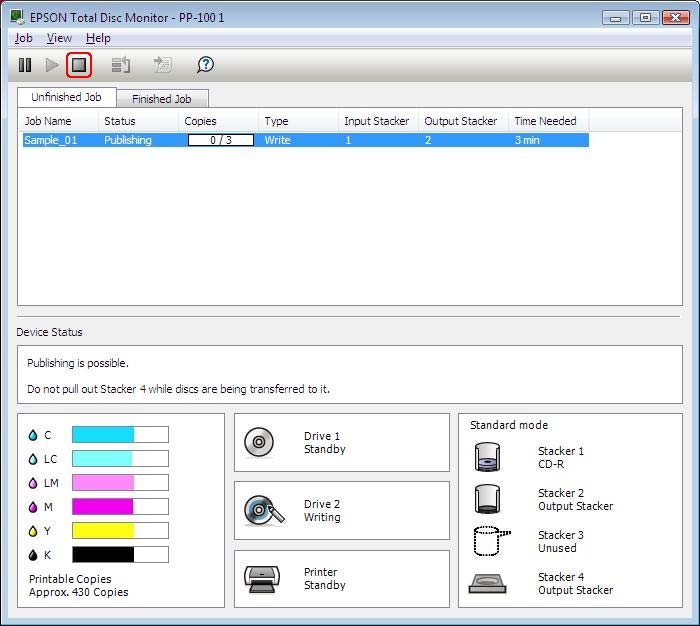 EPSON Total Disc Monitor - PP-100 1
Job View Help
Unfinished Job Finished Job
Job Name Status Copies Type Input Stacker Output Stacker Time Needed
Sample_01 Publishing 0 / 3 Write 1 2 3 min
Device Status
Publishing is possible.
Do not pull out Stacker 4 while discs are being transferred to it.
C
LC
LM
M
Y
K
Printable Copies
Approx. 430 Copies
Drive 1
Standby
Drive 2
Writing
Printer
Standby
Standard mode
Stacker 1
CD-R
Stacker 2
Output Stacker
Stacker 3
Unused
Stacker 4
Output Stacker